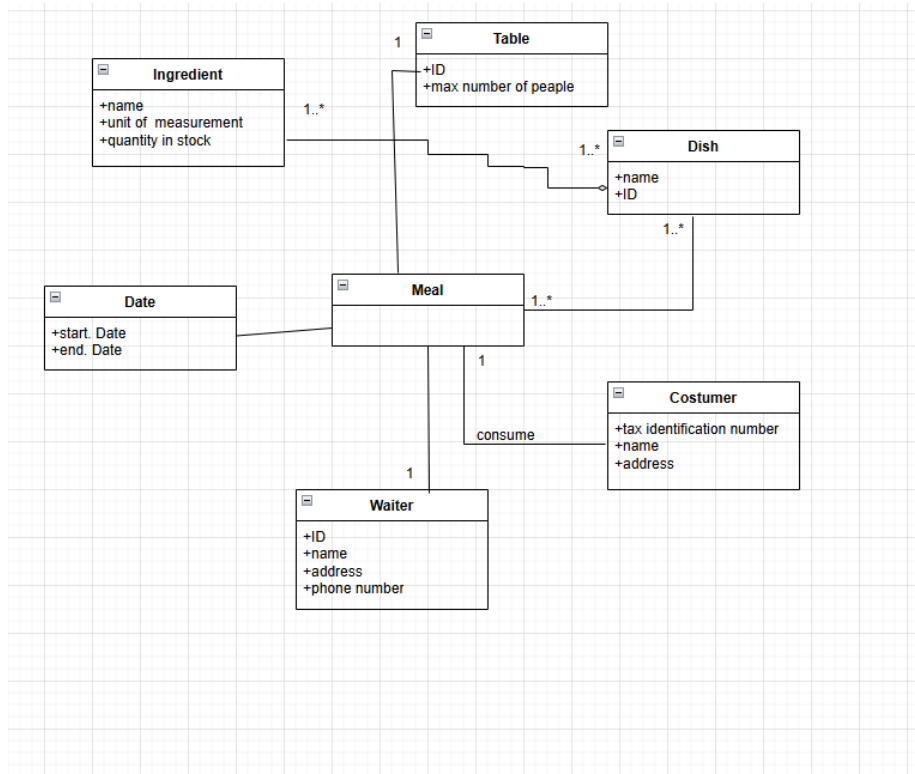 Table
+ID
+max number of peaple
1
Ingredient
+name
+unit of measurement
+quantity in stock
1..*
1..*
Dish
+name
+ID
1..*
Meal
1..*
1
Date
+start. Date
+end. Date
Costumer
+tax identification number
+name
+address
consume
1
Waiter
+ID
+name
+address
+phone number